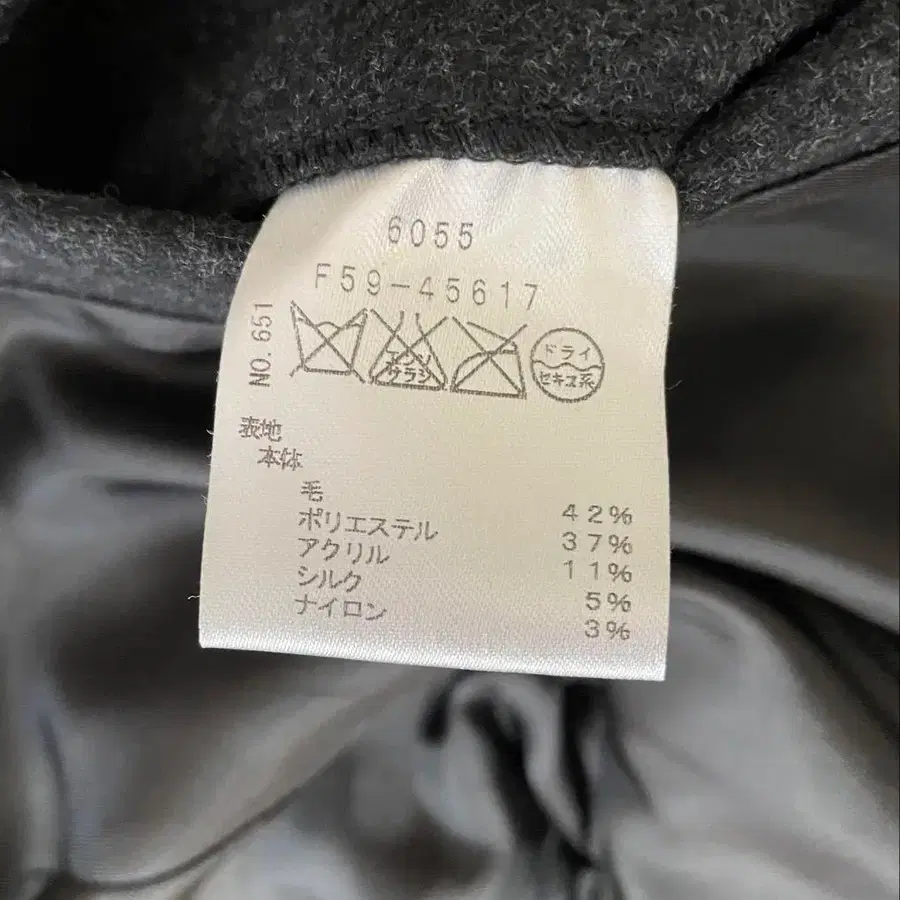 6055
F59-45617
NO. 651
エンソ
サラシ
ドライ
セキユ系
表地
本体
毛 42%
ポリエステル 37%
アクリル 11%
シルク 5%
ナイロン 3%